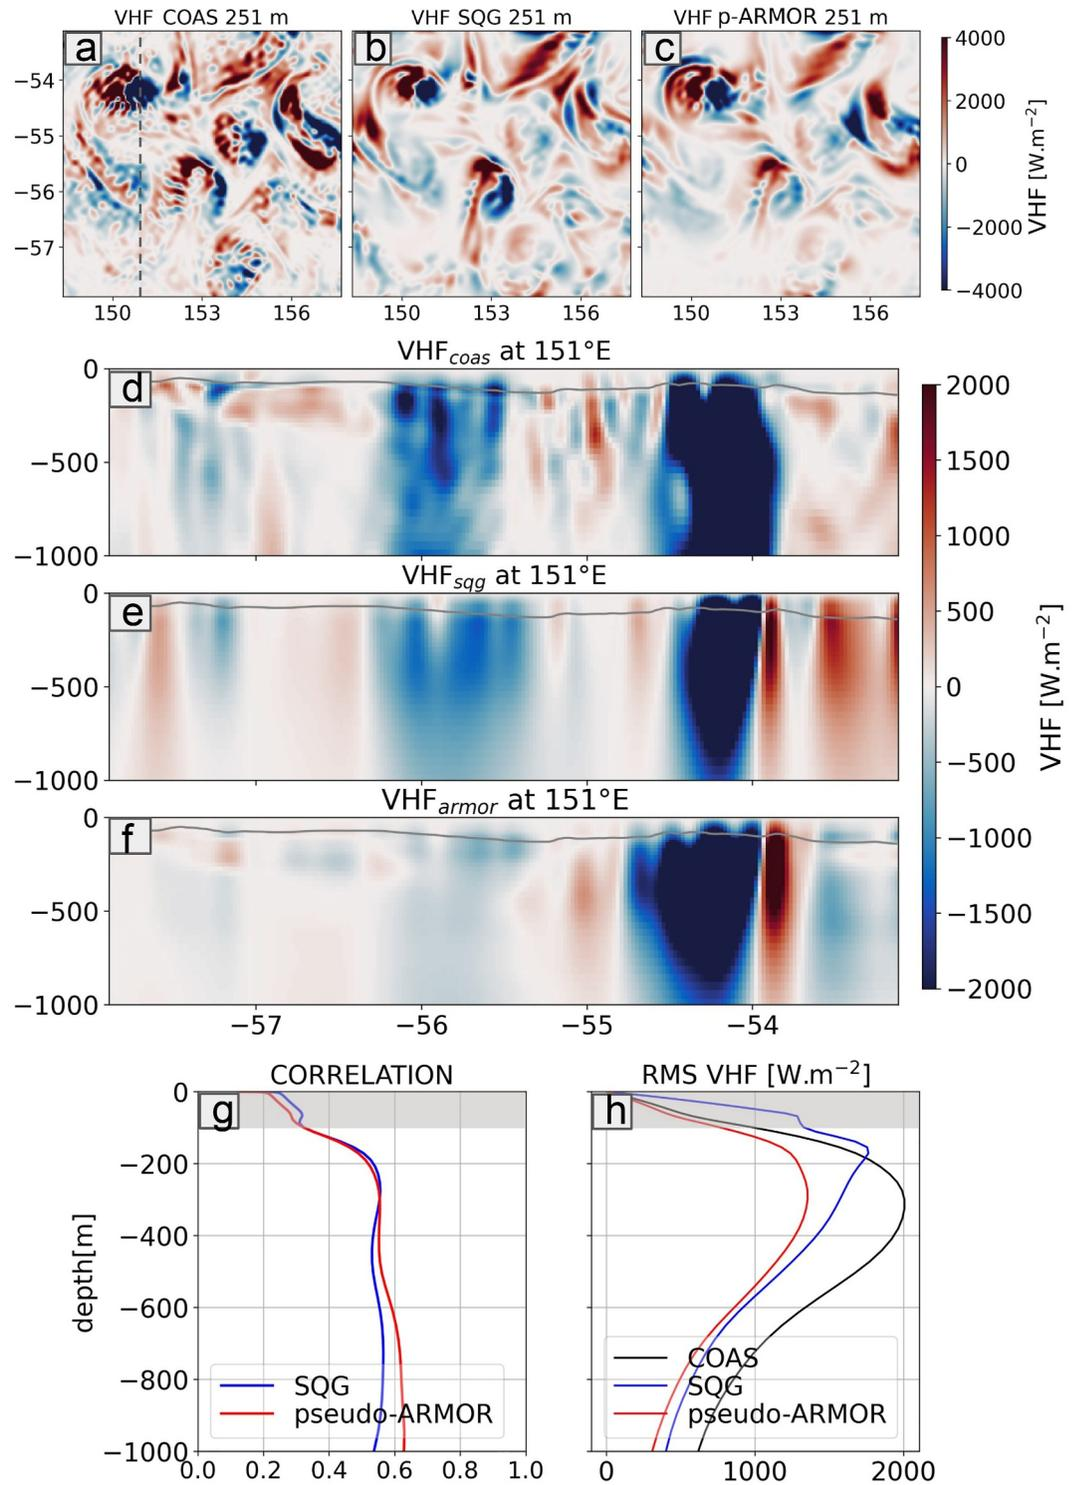 VHF COAS 251 m
VHF SQG 251 m
VHF p-ARMOR 251 m
a
b
c
−54
−55
−56
−57
150
153
156
150
153
156
150
153
156
4000
2000
0
−2000
−4000
VHF [W.m⁻²]
VHF_coas at 151°E
d
0
−500
−1000
VHF_sqg at 151°E
e
0
−500
−1000
VHF_armor at 151°E
f
0
−500
−1000
−57
−56
−55
−54
2000
1500
1000
500
0
−500
−1000
−1500
−2000
VHF [W.m⁻²]
CORRELATION
g
0
−200
−400
−600
−800
−1000
depth[m]
SQG
pseudo-ARMOR
0.0
0.2
0.4
0.6
0.8
1.0
RMS VHF [W.m⁻²]
h
COAS
SQG
pseudo-ARMOR
0
1000
2000